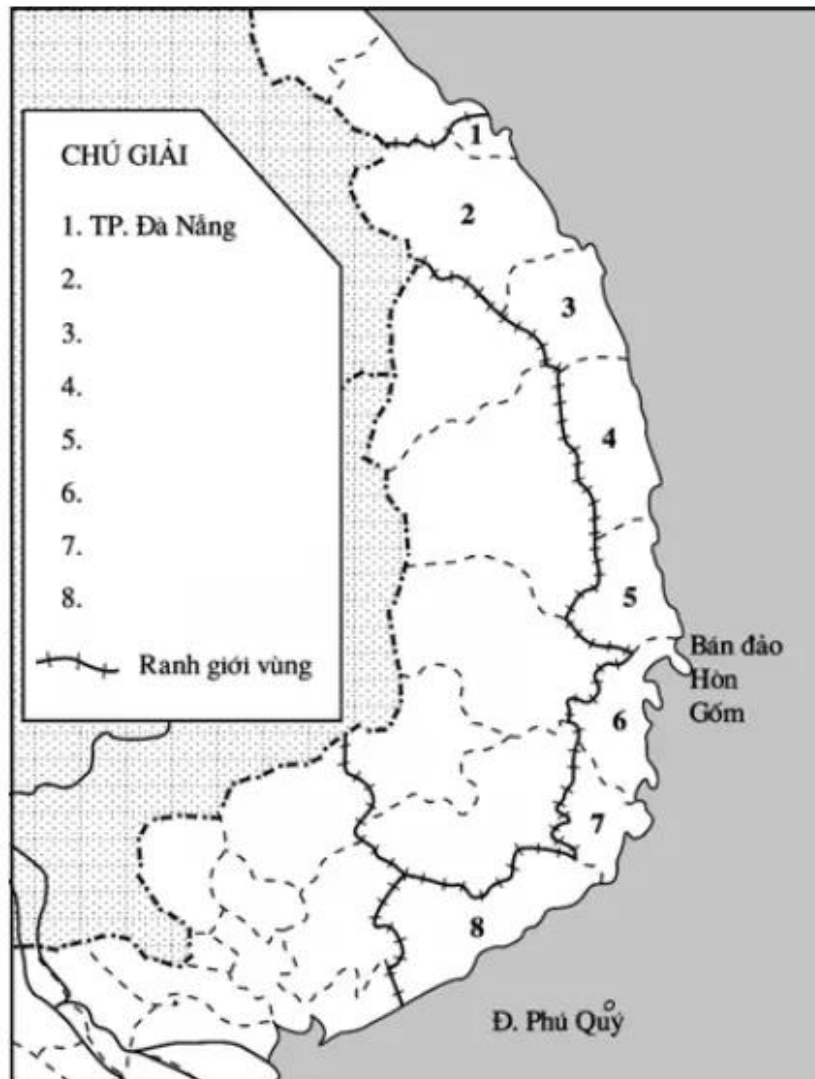 CHÚ GIẢI
1. TP. Đà Nẵng
2.
3.
4.
5.
6.
7.
8.
Ranh giới vùng
1
2
3
4
5
Bán đảo
Hòn
Gốm
6
7
8
Đ. Phú Quý